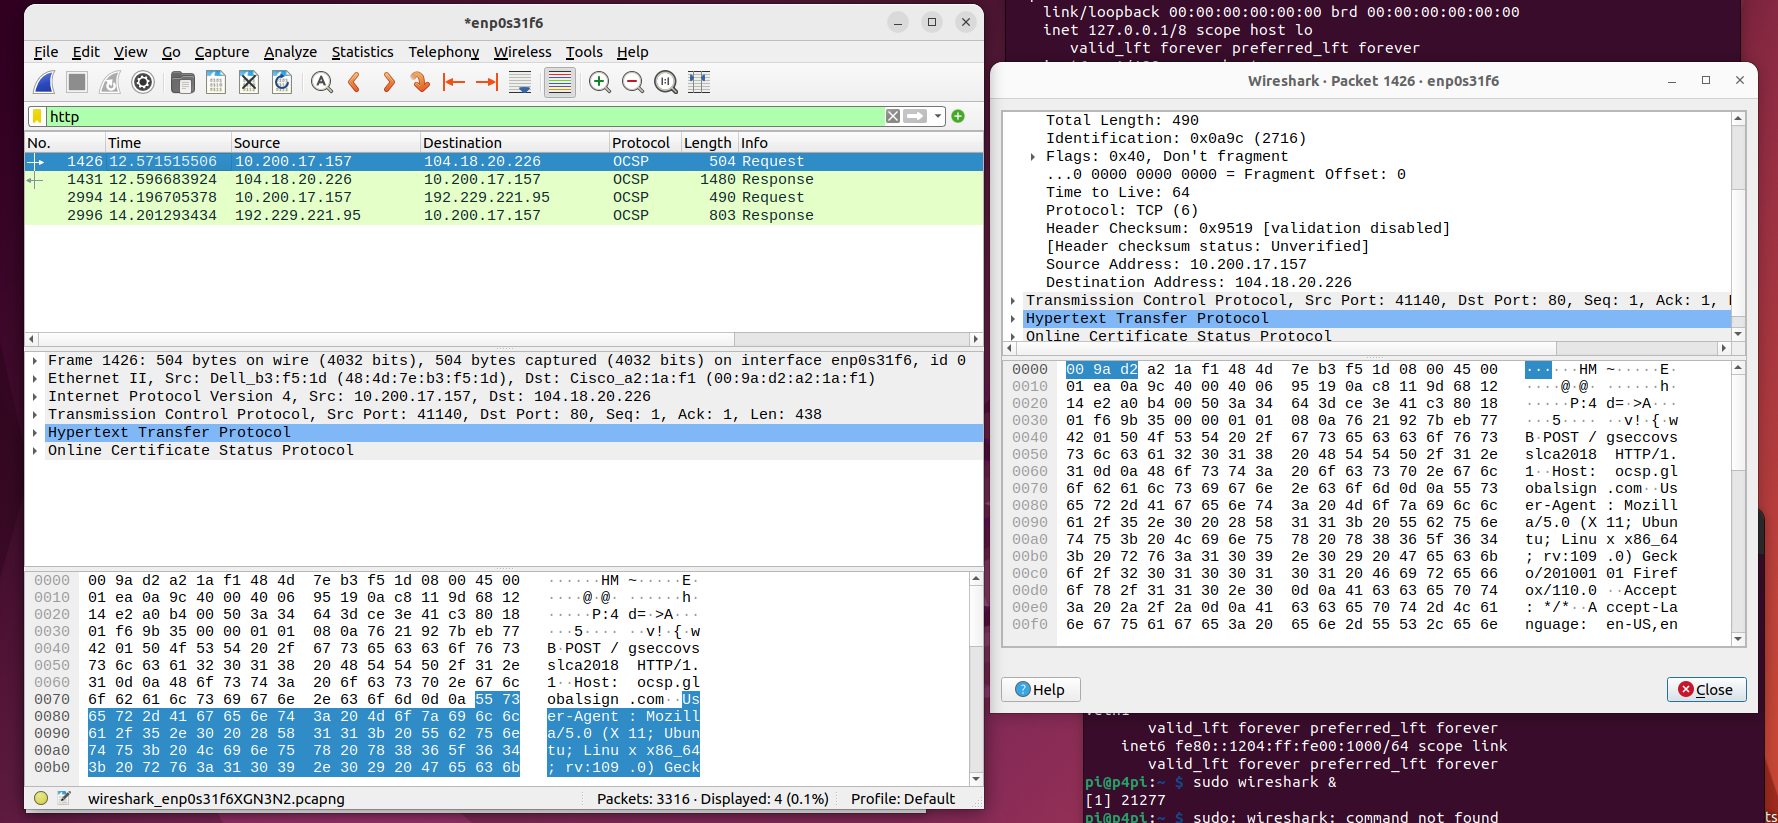 *enp0s31f6
File Edit View Go Capture Analyze Statistics Telephony Wireless Tools Help
http
No. Time Source Destination Protocol Length Info
1426 12.571515506 10.200.17.157 104.18.20.226 OCSP 504 Request
1431 12.596683924 104.18.20.226 10.200.17.157 OCSP 1480 Response
2994 14.196705378 10.200.17.157 192.229.221.95 OCSP 490 Request
2996 14.201293434 192.229.221.95 10.200.17.157 OCSP 803 Response
Frame 1426: 504 bytes on wire (4032 bits), 504 bytes captured (4032 bits) on interface enp0s31f6, id 0
Ethernet II, Src: Dell_b3:f5:1d (48:4d:7e:b3:f5:1d), Dst: Cisco_a2:1a:f1 (00:9a:d2:a2:1a:f1)
Internet Protocol Version 4, Src: 10.200.17.157, Dst: 104.18.20.226
Transmission Control Protocol, Src Port: 41140, Dst Port: 80, Seq: 1, Ack: 1, Len: 438
Hypertext Transfer Protocol
Online Certificate Status Protocol
0000 00 9a d2 a2 1a f1 48 4d 7e b3 f5 1d 08 00 45 00 ······HM ~·····E·
0010 01 ea 0a 9c 40 00 40 06 95 19 0a c8 11 9d 68 12 ····@·@· ······h·
0020 14 e2 a0 b4 00 50 3a 34 64 3d ce 3e 41 c3 80 18 ·····P:4 d=·>A···
0030 01 f6 9b 35 00 00 01 01 08 0a 76 21 92 7b eb 77 ···5···· ··v!·{·w
0040 42 01 50 4f 53 54 20 2f 67 73 65 63 63 6f 76 73 B·POST / gseccovs
0050 73 6c 63 61 32 30 31 38 20 48 54 54 50 2f 31 2e slca2018 HTTP/1.
0060 31 0d 0a 48 6f 73 74 3a 20 6f 63 73 70 2e 67 6c 1··Host: ocsp.gl
0070 6f 62 61 6c 73 69 67 6e 2e 63 6f 6d 0d 0a 55 73 obalsign .com··Us
0080 65 72 2d 41 67 65 6e 74 3a 20 4d 6f 7a 69 6c 6c er-Agent : Mozill
0090 61 2f 35 2e 30 20 28 58 31 31 3b 20 55 62 75 6e a/5.0 (X 11; Ubun
00a0 74 75 3b 20 4c 69 6e 75 78 20 78 38 36 5f 36 34 tu; Linu x x86_64
00b0 3b 20 72 76 3a 31 30 39 2e 30 29 20 47 65 63 6b ; rv:109 .0) Geck
wireshark_enp0s31f6XGN3N2.pcapng Packets: 3316 · Displayed: 4 (0.1%) Profile: Default
link/loopback 00:00:00:00:00:00 brd 00:00:00:00:00:00
inet 127.0.0.1/8 scope host lo
valid_lft forever preferred_lft forever
Wireshark · Packet 1426 · enp0s31f6
Total Length: 490
Identification: 0x0a9c (2716)
Flags: 0x40, Don't fragment
...0 0000 0000 0000 = Fragment Offset: 0
Time to Live: 64
Protocol: TCP (6)
Header Checksum: 0x9519 [validation disabled]
[Header checksum status: Unverified]
Source Address: 10.200.17.157
Destination Address: 104.18.20.226
Transmission Control Protocol, Src Port: 41140, Dst Port: 80, Seq: 1, Ack: 1,
Hypertext Transfer Protocol
Online Certificate Status Protocol
0000 00 9a d2 a2 1a f1 48 4d 7e b3 f5 1d 08 00 45 00 ······HM ~·····E·
0010 01 ea 0a 9c 40 00 40 06 95 19 0a c8 11 9d 68 12 ····@·@· ······h·
0020 14 e2 a0 b4 00 50 3a 34 64 3d ce 3e 41 c3 80 18 ·····P:4 d=·>A···
0030 01 f6 9b 35 00 00 01 01 08 0a 76 21 92 7b eb 77 ···5···· ··v!·{·w
0040 42 01 50 4f 53 54 20 2f 67 73 65 63 63 6f 76 73 B·POST / gseccovs
0050 73 6c 63 61 32 30 31 38 20 48 54 54 50 2f 31 2e slca2018 HTTP/1.
0060 31 0d 0a 48 6f 73 74 3a 20 6f 63 73 70 2e 67 6c 1··Host: ocsp.gl
0070 6f 62 61 6c 73 69 67 6e 2e 63 6f 6d 0d 0a 55 73 obalsign .com··Us
0080 65 72 2d 41 67 65 6e 74 3a 20 4d 6f 7a 69 6c 6c er-Agent : Mozill
0090 61 2f 35 2e 30 20 28 58 31 31 3b 20 55 62 75 6e a/5.0 (X 11; Ubun
00a0 74 75 3b 20 4c 69 6e 75 78 20 78 38 36 5f 36 34 tu; Linu x x86_64
00b0 3b 20 72 76 3a 31 30 39 2e 30 29 20 47 65 63 6b ; rv:109 .0) Geck
00c0 6f 2f 32 30 31 30 30 31 30 31 20 46 69 72 65 66 o/201001 01 Firef
00d0 6f 78 2f 31 31 30 2e 30 0d 0a 41 63 63 65 70 74 ox/110.0 ··Accept
00e0 3a 20 2a 2f 2a 0d 0a 41 63 63 65 70 74 2d 4c 61 : */*··A ccept-La
00f0 6e 67 75 61 67 65 3a 20 65 6e 2d 55 53 2c 65 6e nguage: en-US,en
Help Close
valid_lft forever preferred_lft forever
inet6 fe80::1204:ff:fe00:1000/64 scope link
valid_lft forever preferred_lft forever
pi@p4pi:~ $ sudo wireshark &
[1] 21277
pi@p4pi:~ $ sudo: wireshark: command not found
ts